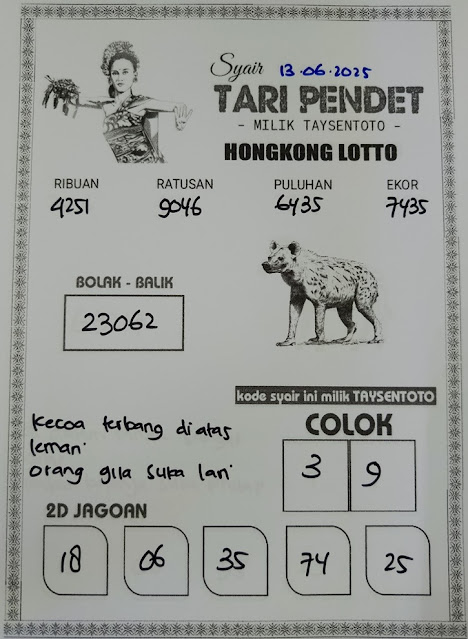 Syair 13.06.2025
TARI PENDET
- MILIK TAYSENTOTO -
HONGKONG LOTTO
RIBUAN RATUSAN PULUHAN EKOR
4251 9046 6435 7435
BOLAK - BALIK
23062
kode syair ini milik TAYSENTOTO
kecoa terbang diatas
lemari
orang gila suka lari
COLOK
3 9
2D JAGOAN
18 06 35 74 25